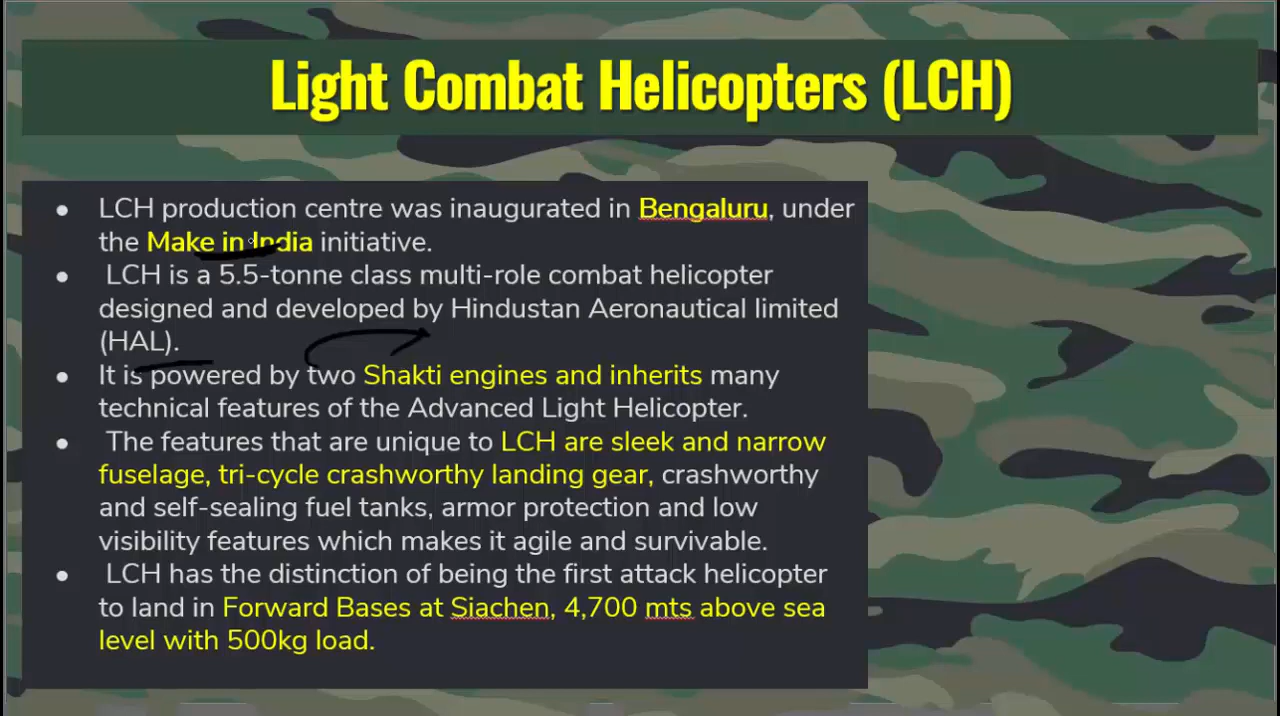 Light Combat Helicopters (LCH)
● LCH production centre was inaugurated in Bengaluru, under
the Make in India initiative.
● LCH is a 5.5-tonne class multi-role combat helicopter
designed and developed by Hindustan Aeronautical limited
(HAL).
● It is powered by two Shakti engines and inherits many
technical features of the Advanced Light Helicopter.
● The features that are unique to LCH are sleek and narrow
fuselage, tri-cycle crashworthy landing gear, crashworthy
and self-sealing fuel tanks, armor protection and low
visibility features which makes it agile and survivable.
● LCH has the distinction of being the first attack helicopter
to land in Forward Bases at Siachen, 4,700 mts above sea
level with 500kg load.